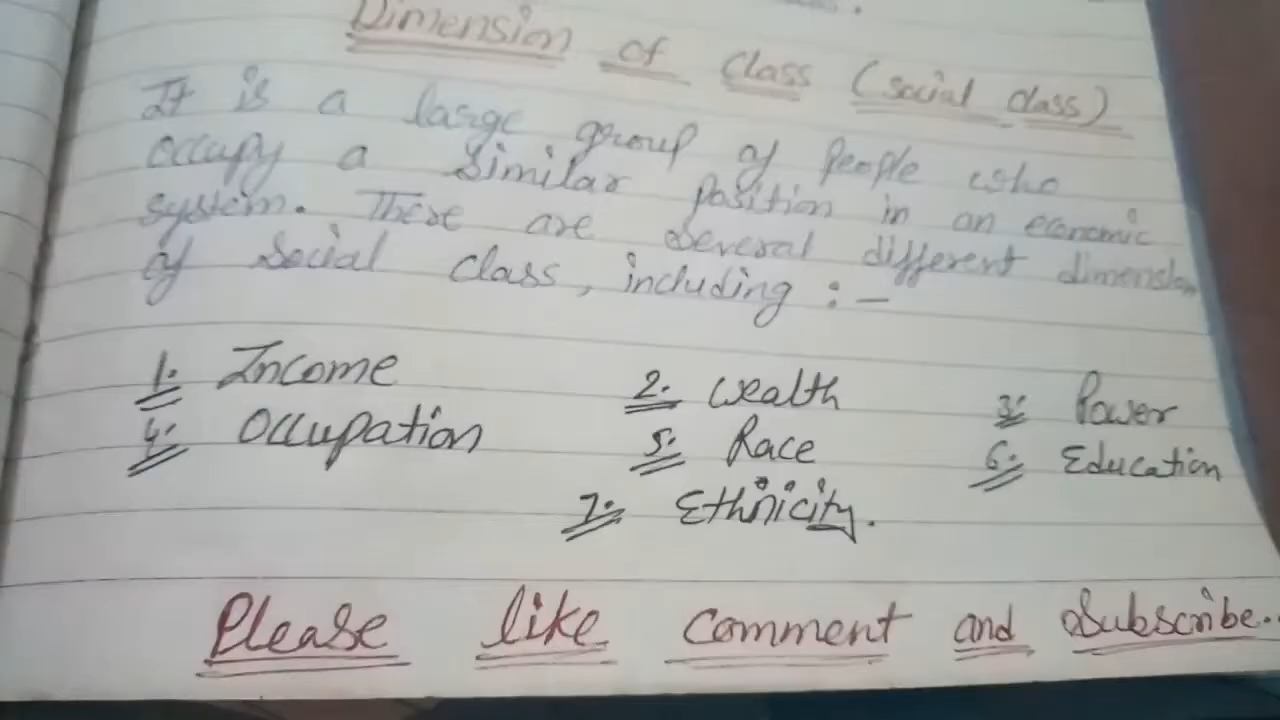 Dimension of Class (social class)
It is a large group of People who
occupy a similar position in an economic
system. There are several different dimension
of social class, including : –
1. Income 2. Wealth 3. Power
4. Occupation 5. Race 6. Education
7. Ethnicity.
Please like comment and Subscribe..